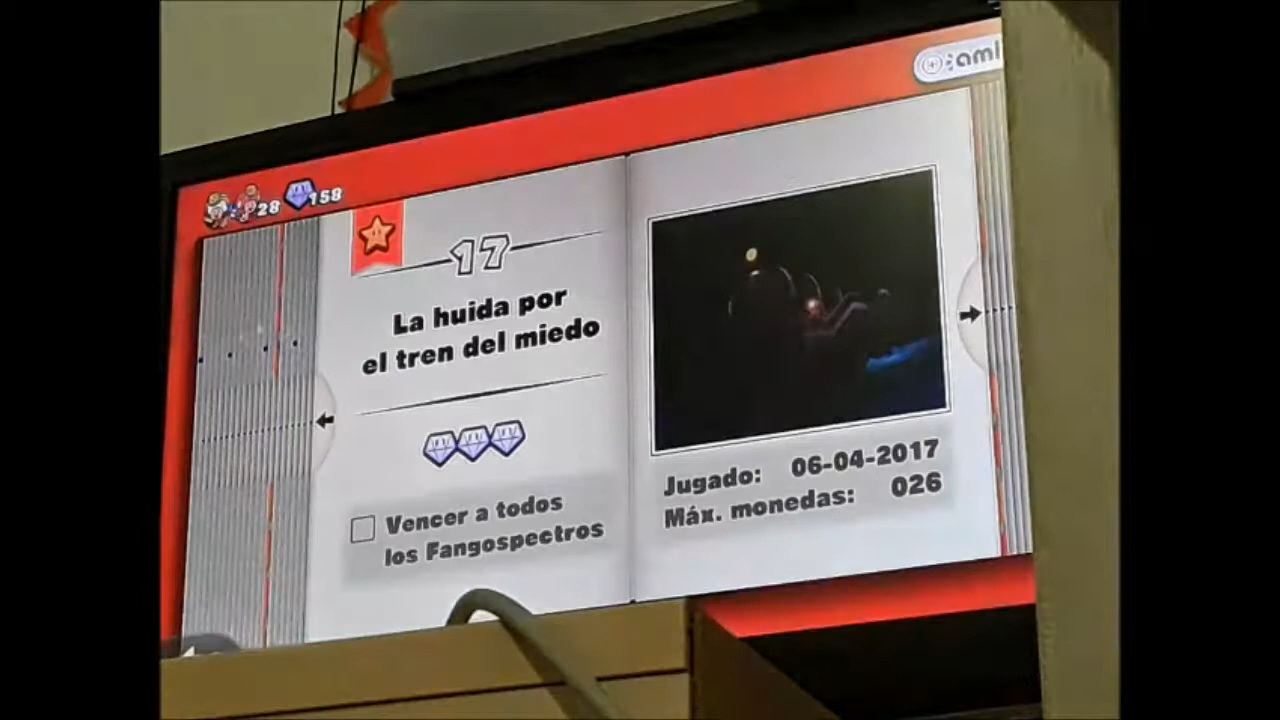 ami
28 158
17
La huida por
el tren del miedo
Vencer a todos
los Fangospectros
Jugado: 06-04-2017
Máx. monedas: 026